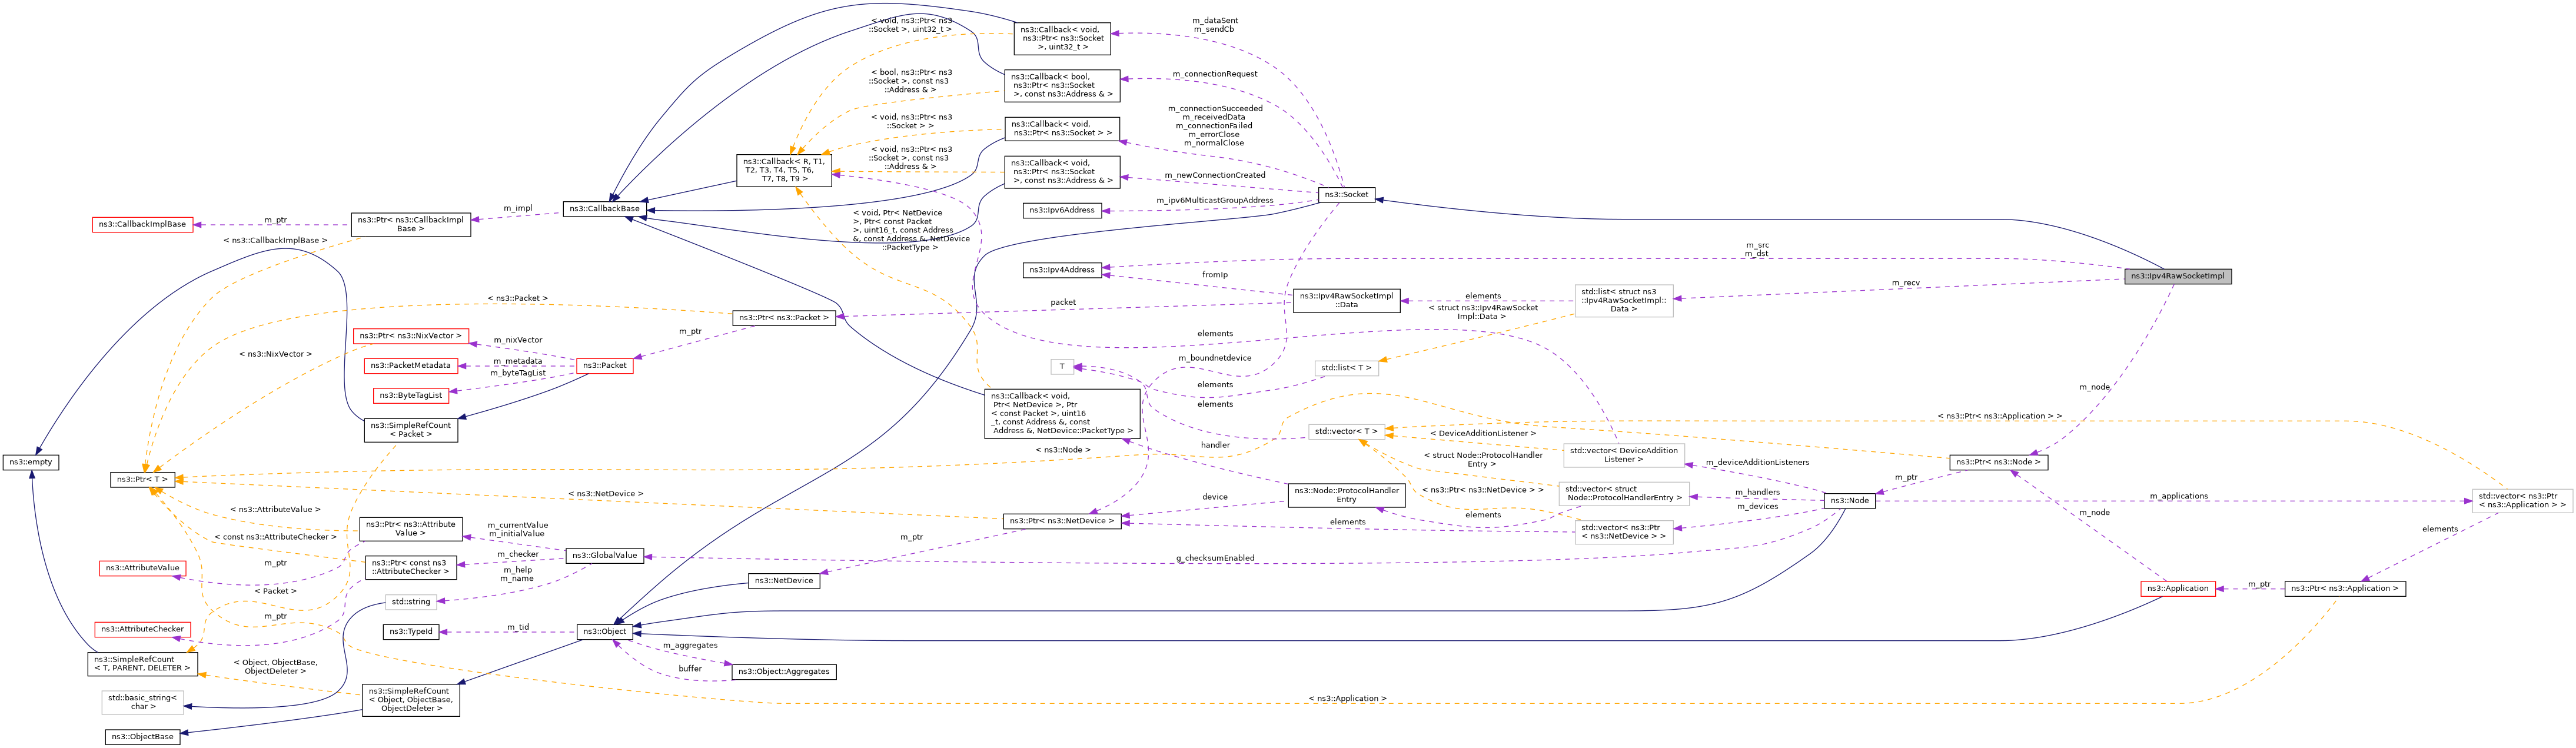 ns3::Callback< void,
ns3::Ptr< ns3::Socket
>, uint32_t >
< void, ns3::Ptr< ns3
::Socket >, uint32_t >
m_dataSent
m_sendCb
ns3::Callback< bool,
ns3::Ptr< ns3::Socket
>, const ns3::Address & >
< bool, ns3::Ptr< ns3
::Socket >, const ns3
::Address & >
m_connectionRequest
ns3::Callback< void,
ns3::Ptr< ns3::Socket > >
< void, ns3::Ptr< ns3
::Socket > >
m_connectionSucceeded
m_receivedData
m_connectionFailed
m_errorClose
m_normalClose
ns3::Callback< R, T1,
T2, T3, T4, T5, T6,
T7, T8, T9 >
< void, ns3::Ptr< ns3
::Socket >, const ns3
::Address & >
ns3::Callback< void,
ns3::Ptr< ns3::Socket
>, const ns3::Address & >
m_newConnectionCreated
ns3::Socket
m_ipv6MulticastGroupAddress
ns3::Ipv6Address
ns3::CallbackBase
m_impl
ns3::Ptr< ns3::CallbackImpl
Base >
m_ptr
ns3::CallbackImplBase
< ns3::CallbackImplBase >
< void, Ptr< NetDevice
>, Ptr< const Packet
>, uint16_t, const Address
&, const Address &, NetDevice
::PacketType >
ns3::Ipv4Address
m_src
m_dst
ns3::Ipv4RawSocketImpl
fromIp
m_recv
ns3::Ipv4RawSocketImpl
::Data
elements
std::list< struct ns3
::Ipv4RawSocketImpl::
Data >
< struct ns3::Ipv4RawSocket
Impl::Data >
packet
ns3::Ptr< ns3::Packet >
< ns3::Packet >
m_ptr
ns3::Ptr< ns3::NixVector >
m_nixVector
< ns3::NixVector >
ns3::PacketMetadata
m_metadata
ns3::Packet
m_byteTagList
ns3::ByteTagList
elements
m_boundnetdevice
T
std::list< T >
elements
elements
m_node
ns3::SimpleRefCount
< Packet >
ns3::Callback< void,
Ptr< NetDevice >, Ptr
< const Packet >, uint16
_t, const Address &, const
Address &, NetDevice::PacketType >
std::vector< T >
< ns3::Ptr< ns3::Application > >
< DeviceAdditionListener >
handler
< ns3::Node >
std::vector< DeviceAddition
Listener >
< struct Node::ProtocolHandler
Entry >
m_deviceAdditionListeners
ns3::Ptr< ns3::Node >
ns3::empty
ns3::Ptr< T >
m_ptr
< ns3::NetDevice >
device
ns3::Node::ProtocolHandler
Entry
< ns3::Ptr< ns3::NetDevice > >
std::vector< struct
Node::ProtocolHandlerEntry >
m_handlers
ns3::Node
m_applications
std::vector< ns3::Ptr
< ns3::Application > >
elements
m_devices
< ns3::AttributeValue >
ns3::Ptr< ns3::Attribute
Value >
m_currentValue
m_initialValue
ns3::Ptr< ns3::NetDevice >
elements
std::vector< ns3::Ptr
< ns3::NetDevice > >
m_node
elements
< const ns3::AttributeChecker >
m_ptr
m_checker
ns3::GlobalValue
g_checksumEnabled
ns3::AttributeValue
m_ptr
ns3::Ptr< const ns3
::AttributeChecker >
m_help
m_name
ns3::NetDevice
ns3::Application
m_ptr
ns3::Ptr< ns3::Application >
< Packet >
std::string
m_ptr
ns3::AttributeChecker
ns3::TypeId
m_tid
ns3::Object
m_aggregates
ns3::SimpleRefCount
< T, PARENT, DELETER >
< Object, ObjectBase,
ObjectDeleter >
buffer
ns3::Object::Aggregates
std::basic_string<
char >
ns3::SimpleRefCount
< Object, ObjectBase,
ObjectDeleter >
< ns3::Application >
ns3::ObjectBase